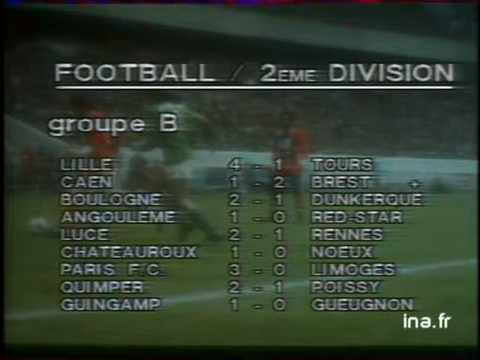 FOOTBALL / 2EME DIVISION
groupe B
LILLE 4 - 1 TOURS
CAEN 1 - 2 BREST +
BOULOGNE 2 - 1 DUNKERQUE
ANGOULEME 1 - 0 RED-STAR
LUCE 2 - 1 RENNES
CHATEAUROUX 1 - 0 NOEUX
PARIS F.C. 3 - 0 LIMOGES
QUIMPER 2 - 1 POISSY
GUINGAMP 1 - 0 GUEUGNON
ina.fr